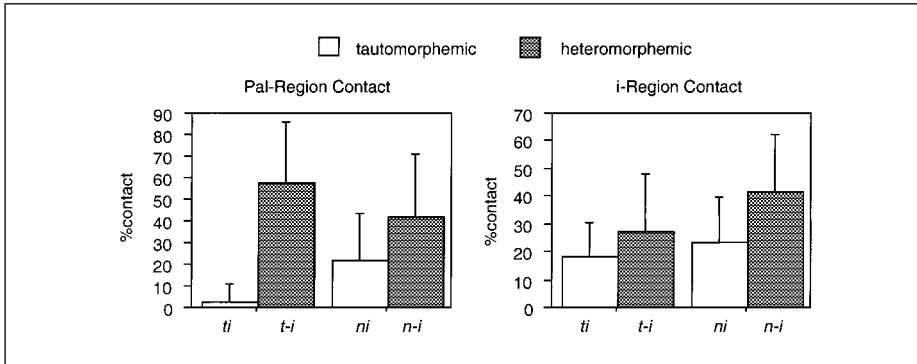 tautomorphemic heteromorphemic
Pal-Region Contact
%contact
90
80
70
60
50
40
30
20
10
0
ti t-i ni n-i
i-Region Contact
%contact
70
60
50
40
30
20
10
0
ti t-i ni n-i